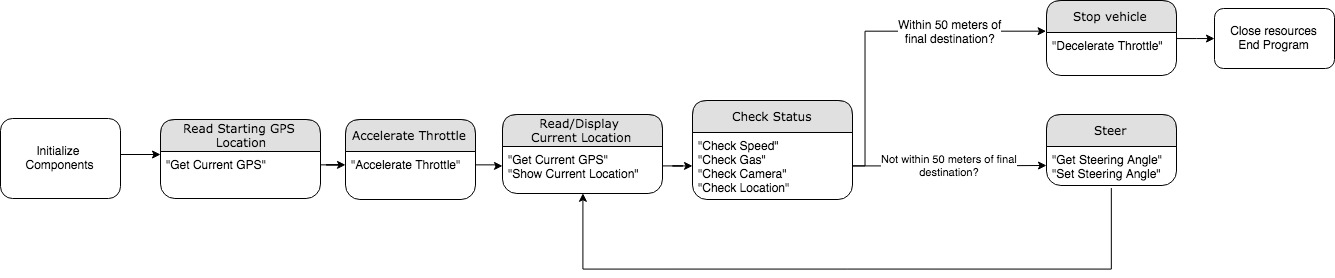 Initialize
Components
Read Starting GPS
Location
"Get Current GPS"
Accelerate Throttle
"Accelerate Throttle"
Read/Display
Current Location
"Get Current GPS"
"Show Current Location"
Check Status
"Check Speed"
"Check Gas"
"Check Camera"
"Check Location"
Within 50 meters of
final destination?
Stop vehicle
"Decelerate Throttle"
Close resources
End Program
Not within 50 meters of final
destination?
Steer
"Get Steering Angle"
"Set Steering Angle"